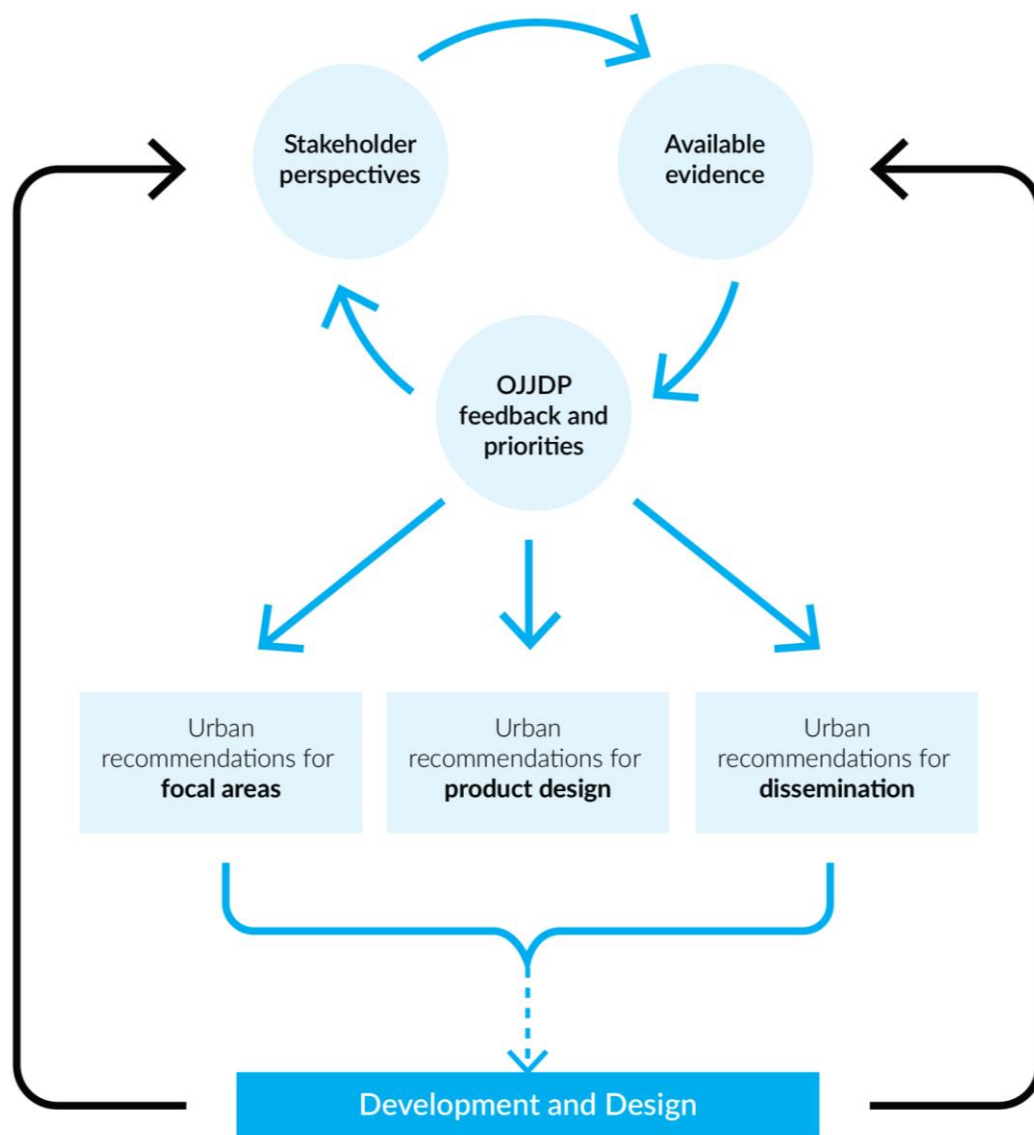 Stakeholder
perspectives
Available
evidence
OJJDP
feedback and
priorities
Urban
recommendations for
focal areas
Urban
recommendations for
product design
Urban
recommendations for
dissemination
Development and Design